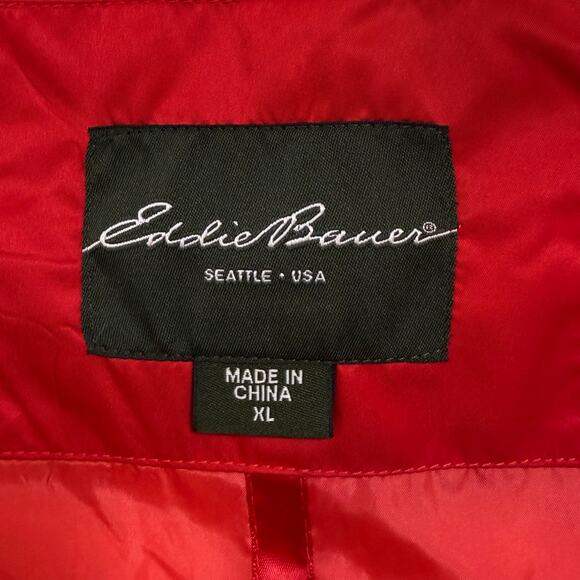 Eddie Bauer®
SEATTLE · USA
MADE IN
CHINA
XL